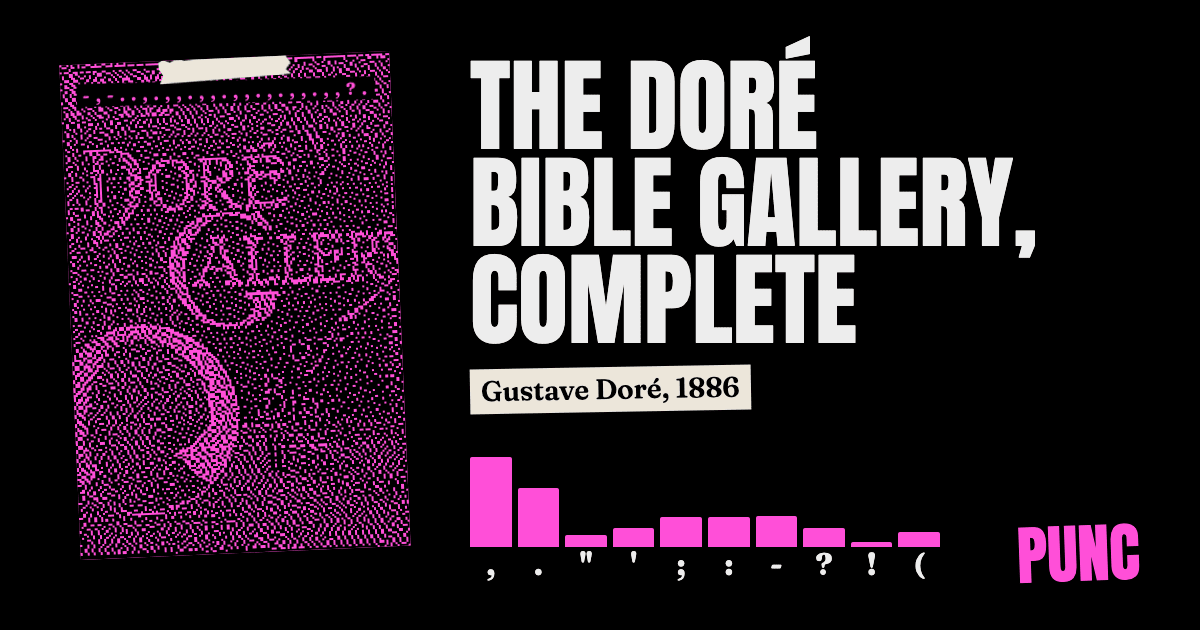 - , - . . , . , , , . , , . , . , . , , . , , ? .
DORÉ
GALLERY
THE DORÉ
BIBLE GALLERY,
COMPLETE
Gustave Doré, 1886
, . " ' ; : - ? ! (
PUNC